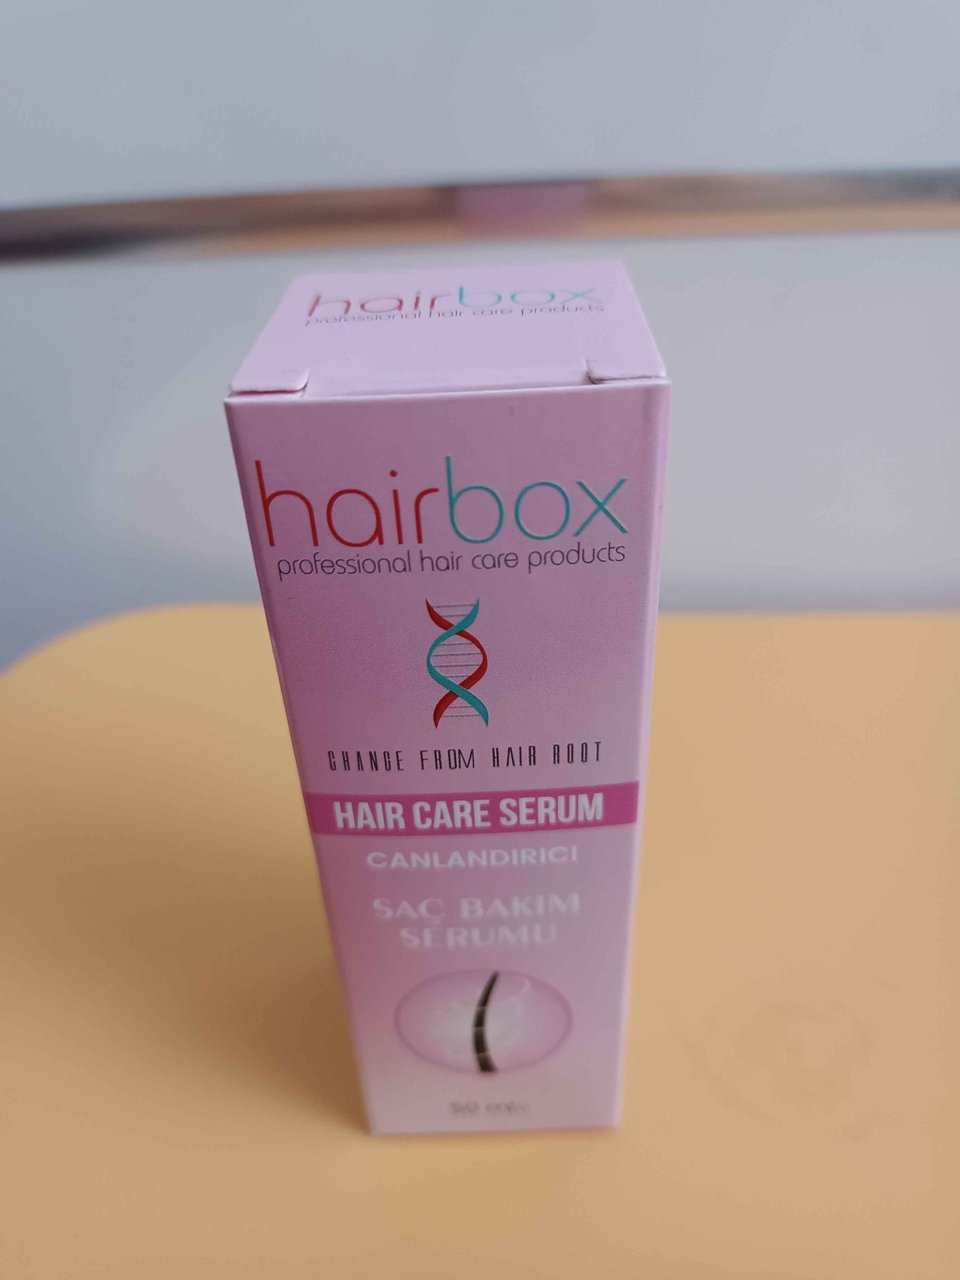 hairbox
professional hair care products
hairbox
professional hair care products
CHANGE FROM HAIR ROOT
HAIR CARE SERUM
CANLANDIRICI
SAÇ BAKIM
SERUMU
50